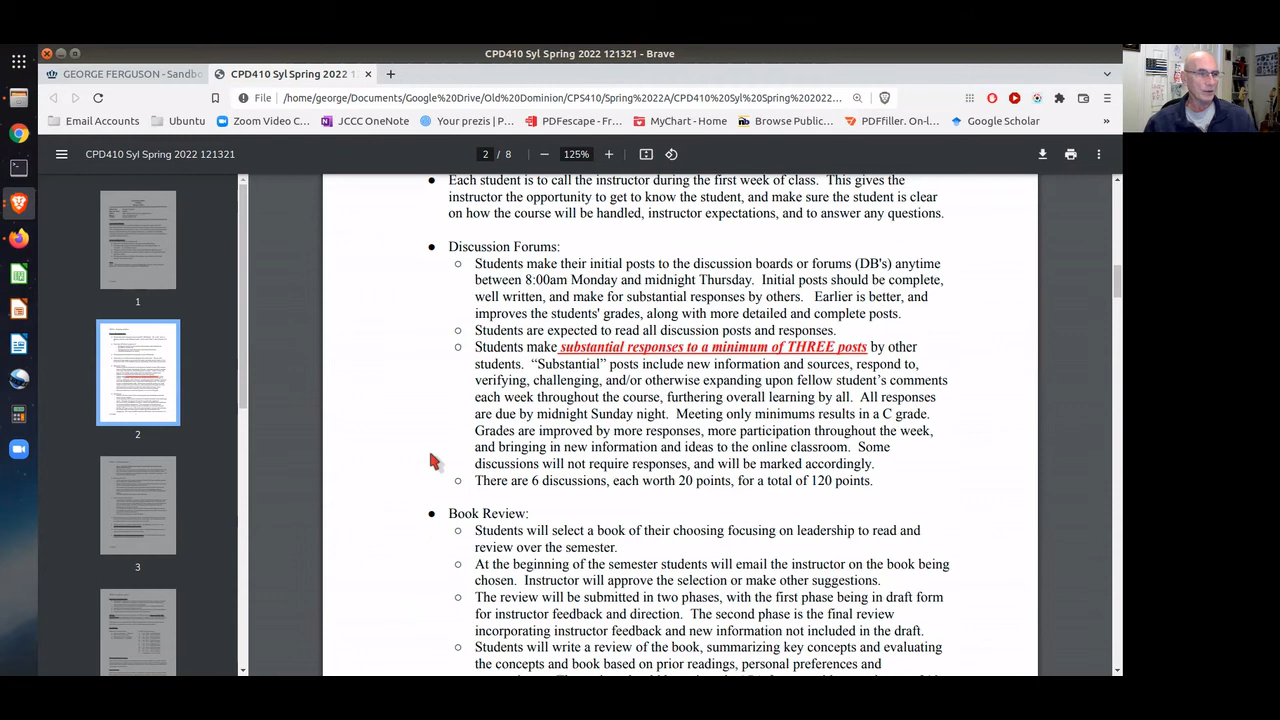 CPD410 Syl Spring 2022 121321 - Brave
GEORGE FERGUSON - Sandbo
CPD410 Syl Spring 2022 1
File
/home/george/Documents/Google%20Drive/Old%20Dominion/CPS410/Spring%2022A/CPD410%20Syl%20Spring%202022...
Email Accounts
Ubuntu
Zoom Video C...
JCCC OneNote
Your prezis | P...
PDFescape - Fr...
MyChart - Home
Browse Public...
PDFfiller. On-l...
Google Scholar
»
CPD410 Syl Spring 2022 121321
2 / 8
125%
1
2
3
● Each student is to call the instructor during the first week of class. This gives the
instructor the opportunity to get to know the student, and make sure the student is clear
on how the course will be handled, instructor expectations, and to answer any questions.
● Discussion Forums:
○ Students make their initial posts to the discussion boards or forums (DB's) anytime
between 8:00am Monday and midnight Thursday. Initial posts should be complete,
well written, and make for substantial responses by others. Earlier is better, and
improves the students' grades, along with more detailed and complete posts.
○ Students are expected to read all discussion posts and responses.
○ Students make substantial responses to a minimum of THREE posts by other
students. “Substantial” posts include new information and sources, respond to,
verifying, challenging, and/or otherwise expanding upon fellow student’s comments
each week throughout the course, furthering overall learning by all. All responses
are due by midnight Sunday night. Meeting only minimums results in a C grade.
Grades are improved by more responses, more participation throughout the week,
and bringing in new information and ideas to the online classroom. Some
discussions will not require responses, and will be marked accordingly.
○ There are 6 discussions, each worth 20 points, for a total of 120 points.
● Book Review:
○ Students will select a book of their choosing focusing on leadership to read and
review over the semester.
○ At the beginning of the semester students will email the instructor on the book being
chosen. Instructor will approve the selection or make other suggestions.
○ The review will be submitted in two phases, with the first phase being in draft form
for instructor feedback and direction. The second phase is the final review
incorporating instructor feedback and new information not included in the draft.
○ Students will write a review of the book, summarizing key concepts and evaluating
the concepts and book based on prior readings, personal preferences and